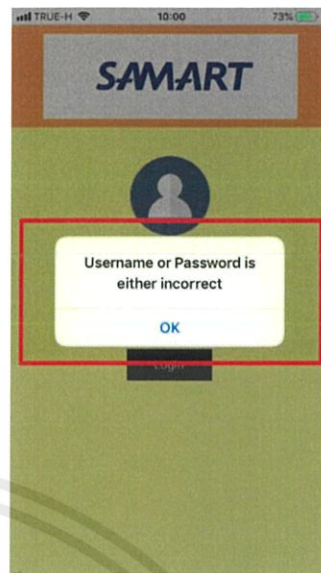 TRUE-H 10:00 73%
SAMART
Username or Password is
either incorrect
OK
Login